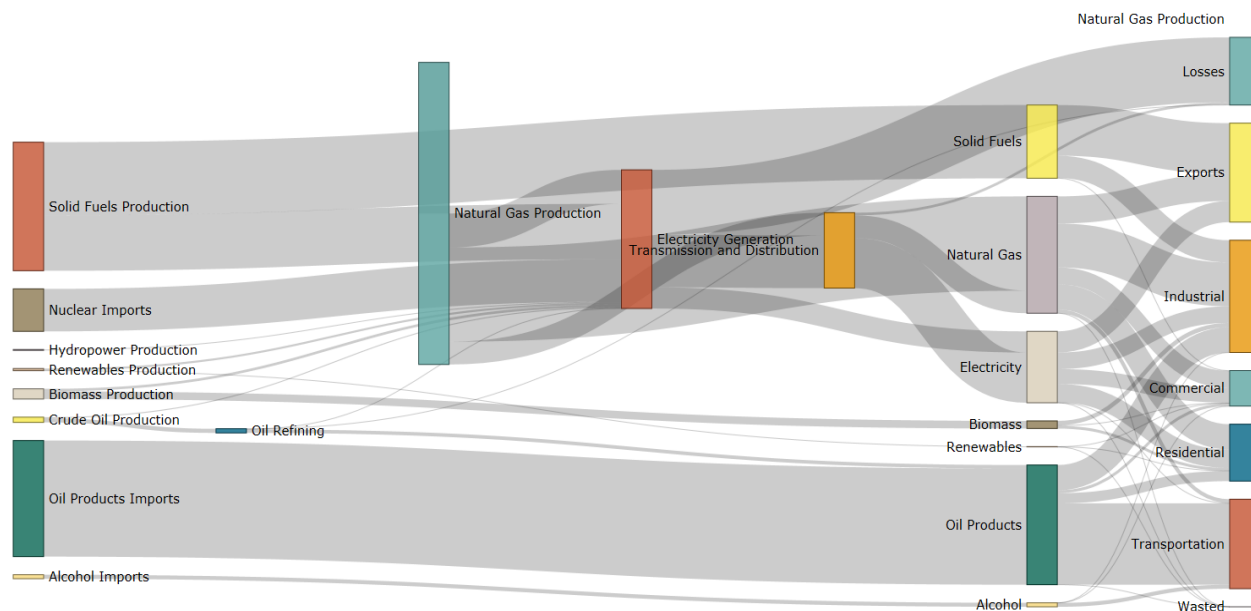 Natural Gas Production
Losses
Solid Fuels
Exports
Solid Fuels Production
Natural Gas Production
Electricity Generation
Transmission and Distribution
Natural Gas
Industrial
Nuclear Imports
Hydropower Production
Renewables Production
Electricity
Commercial
Biomass Production
Crude Oil Production
Oil Refining
Biomass
Renewables
Residential
Oil Products Imports
Oil Products
Transportation
Alcohol Imports
Alcohol
Wasted